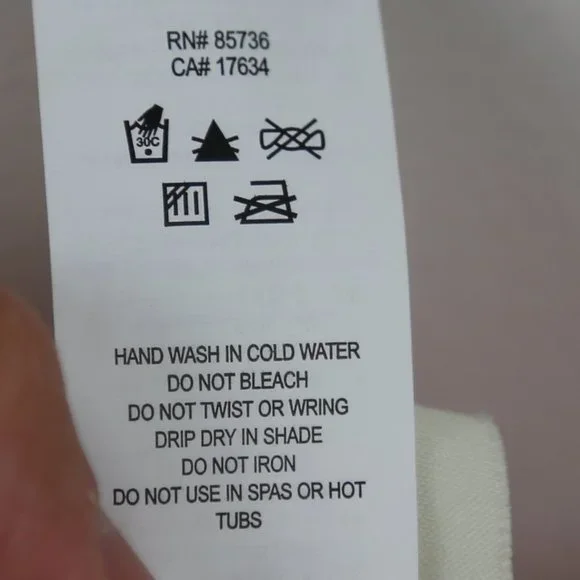 RN# 85736
CA# 17634
30C
HAND WASH IN COLD WATER
DO NOT BLEACH
DO NOT TWIST OR WRING
DRIP DRY IN SHADE
DO NOT IRON
DO NOT USE IN SPAS OR HOT
TUBS